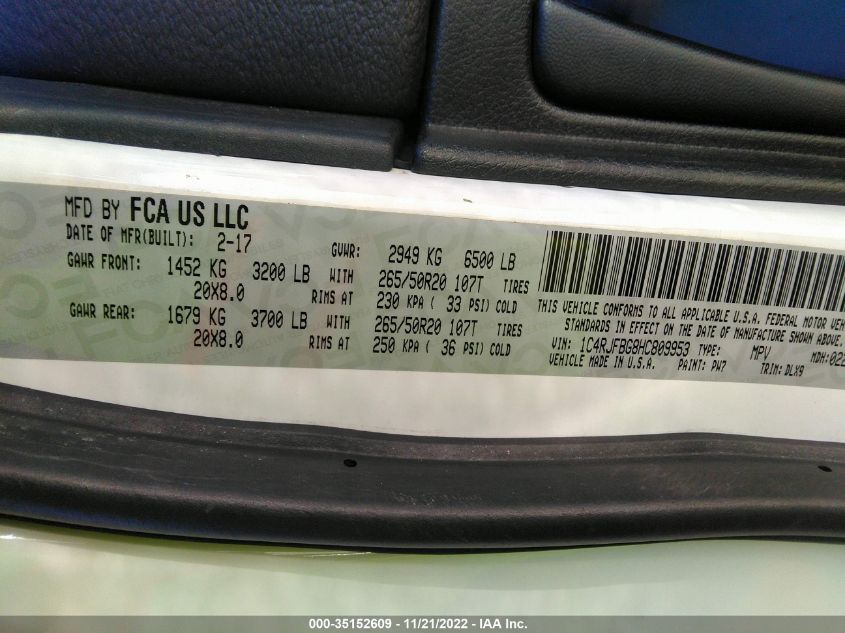 MFD BY FCA US LLC
DATE OF MFR(BUILT): 2-17 GVWR: 2949 KG 6500 LB
GAWR FRONT: 1452 KG 3200 LB WITH 265/50R20 107T TIRES
20X8.0 RIMS AT 230 KPA ( 33 PSI) COLD
GAWR REAR: 1679 KG 3700 LB WITH 265/50R20 107T TIRES
20X8.0 RIMS AT 250 KPA ( 36 PSI) COLD
THIS VEHICLE CONFORMS TO ALL APPLICABLE U.S.A. FEDERAL MOTOR VEH
STANDARDS IN EFFECT ON THE DATE OF MANUFACTURE SHOWN ABOVE.
VIN: 1C4RJFBG8HC809953 TYPE: MPV MDH:022
VEHICLE MADE IN U.S.A. PAINT: PW7 TRIM: DLX9
000-35152609 - 11/21/2022 - IAA Inc.